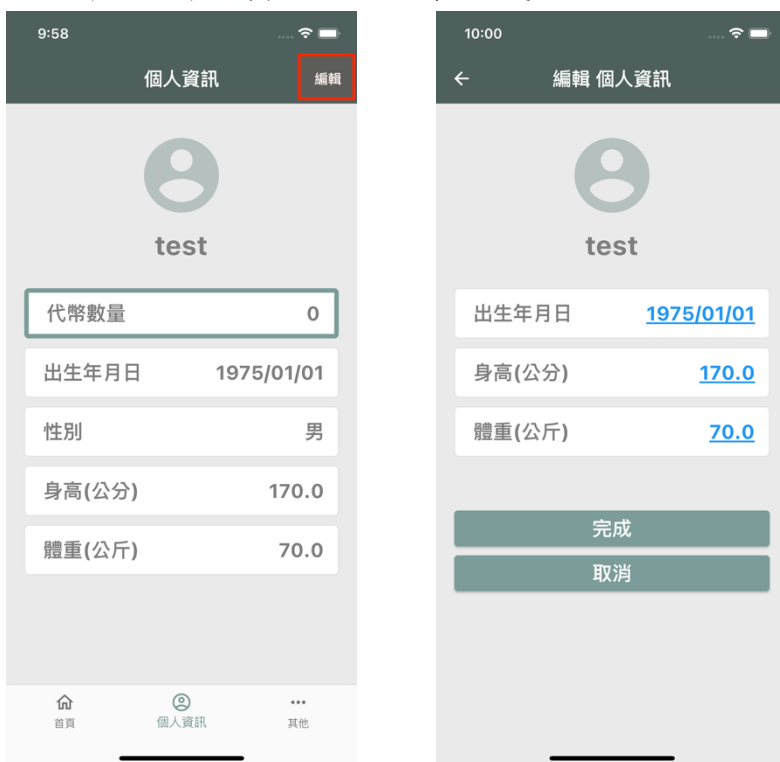 9:58
個人資訊
編輯
test
代幣數量 0
出生年月日 1975/01/01
性別 男
身高(公分) 170.0
體重(公斤) 70.0
首頁
個人資訊
其他
10:00
編輯 個人資訊
test
出生年月日 1975/01/01
身高(公分) 170.0
體重(公斤) 70.0
完成
取消